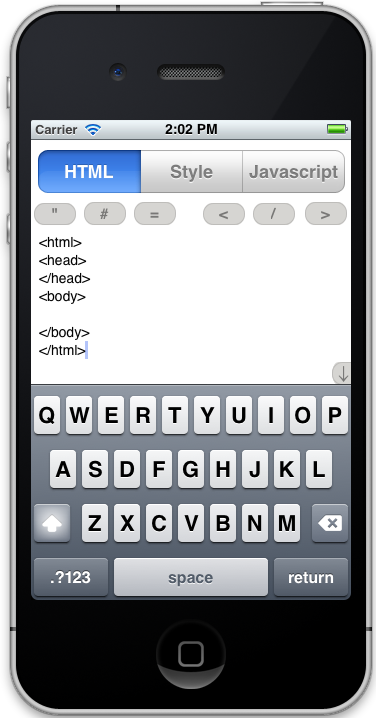 Carrier 2:02 PM
HTML Style Javascript
" # = < / >
<html>
<head>
</head>
<body>
</body>
</html>
Q W E R T Y U I O P
A S D F G H J K L
Z X C V B N M
.?123 space return